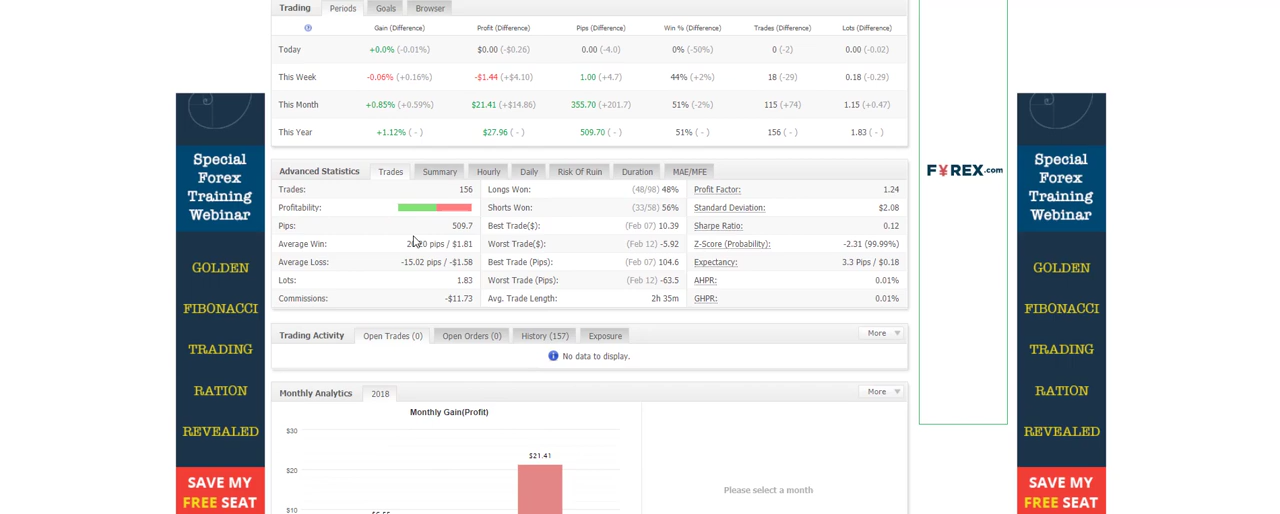 Trading Periods Goals Browser
Gain (Difference) Profit (Difference) Pips (Difference) Win % (Difference) Trades (Difference) Lots (Difference)
Today +0.0% (-0.01%) $0.00 (-$0.26) 0.00 (-4.0) 0% (-50%) 0 (-2) 0.00 (-0.02)
This Week -0.06% (+0.16%) -$1.44 (+$4.10) 1.00 (+4.7) 44% (+2%) 18 (-29) 0.18 (-0.29)
This Month +0.85% (+0.59%) $21.41 (+$14.86) 355.70 (+201.7) 51% (-2%) 115 (+74) 1.15 (+0.47)
This Year +1.12% ( - ) $27.96 ( - ) 509.70 ( - ) 51% ( - ) 156 ( - ) 1.83 ( - )
Advanced Statistics Trades Summary Hourly Daily Risk Of Ruin Duration MAE/MFE
Trades: 156 Longs Won: (48/98) 48% Profit Factor: 1.24
Profitability: Shorts Won: (33/58) 56% Standard Deviation: $2.08
Pips: 509.7 Best Trade($): (Feb 07) 10.39 Sharpe Ratio: 0.12
Average Win: pips / $1.81 Worst Trade($): (Feb 12) -5.92 Z-Score (Probability): -2.31 (99.99%)
Average Loss: -15.02 pips / -$1.58 Best Trade (Pips): (Feb 07) 104.6 Expectancy: 3.3 Pips / $0.18
Lots: 1.83 Worst Trade (Pips): (Feb 12) -63.5 AHPR: 0.01%
Commissions: -$11.73 Avg. Trade Length: 2h 35m GHPR: 0.01%
Trading Activity Open Trades (0) Open Orders (0) History (157) Exposure More
No data to display.
Monthly Analytics 2018 More
Monthly Gain(Profit)
$30
$21.41
$20
$10
Please select a month
Special
Forex
Training
Webinar
GOLDEN
FIBONACCI
TRADING
RATION
REVEALED
SAVE MY
FREE SEAT
F¥REX.com
Special
Forex
Training
Webinar
GOLDEN
FIBONACCI
TRADING
RATION
REVEALED
SAVE MY
FREE SEAT